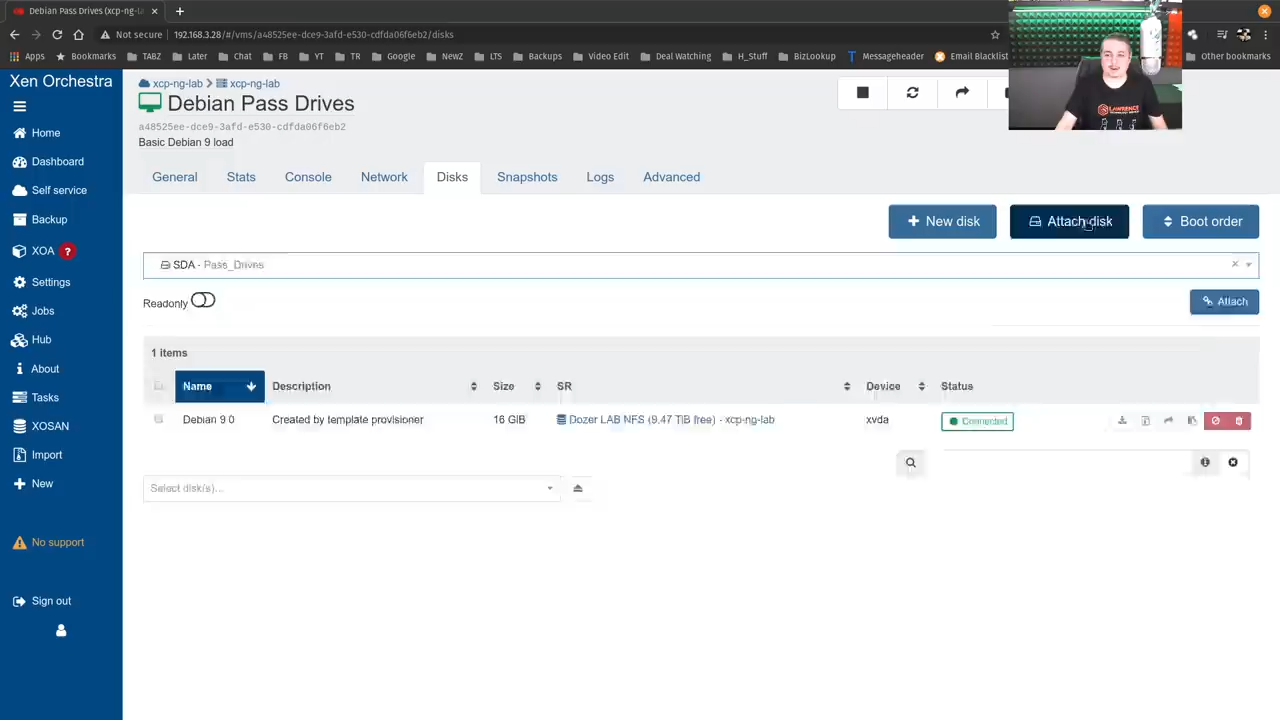 Debian Pass Drives (xcp-ng-la
Not secure 192.168.3.28/#/vms/a48525ee-dce9-3afd-e530-cdfda06f6eb2/disks
Apps Bookmarks TABZ Later Chat FB YT TR Google NewZ LTS Backups Video Edit Deal Watching H_Stuff BizLookup Messageheader Email Blacklist Other bookmarks
Xen Orchestra
Home
Dashboard
Self service
Backup
XOA ?
Settings
Jobs
Hub
About
Tasks
XOSAN
Import
New
No support
Sign out
xcp-ng-lab xcp-ng-lab
Debian Pass Drives
a48525ee-dce9-3afd-e530-cdfda06f6eb2
Basic Debian 9 load
LAWRENCE
General Stats Console Network Disks Snapshots Logs Advanced
New disk Attach disk Boot order
SDA - Pass_Drives
Readonly Attach
1 items
Name Description Size SR Device Status
Debian 9 0 Created by template provisioner 16 GiB Dozer LAB NFS (9.47 TiB free) - xcp-ng-lab xvda Connected
Select disk(s)...